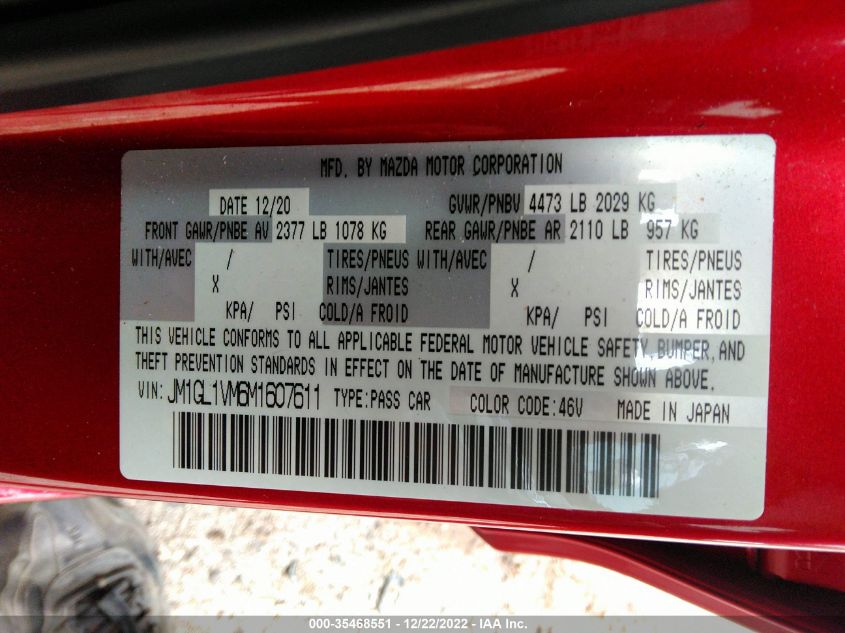 MFD. BY MAZDA MOTOR CORPORATION
DATE 12/20 GVWR/PNBV 4473 LB 2029 KG
FRONT GAWR/PNBE AV 2377 LB 1078 KG REAR GAWR/PNBE AR 2110 LB 957 KG
WITH/AVEC / TIRES/PNEUS WITH/AVEC / TIRES/PNEUS
X RIMS/JANTES X RIMS/JANTES
KPA/ PSI COLD/A FROID KPA/ PSI COLD/A FROID
THIS VEHICLE CONFORMS TO ALL APPLICABLE FEDERAL MOTOR VEHICLE SAFETY, BUMPER, AND
THEFT PREVENTION STANDARDS IN EFFECT ON THE DATE OF MANUFACTURE SHOWN ABOVE.
VIN: JM1GL1VM6M1607611 TYPE:PASS CAR COLOR CODE:46V MADE IN JAPAN
000-35468551 - 12/22/2022 - IAA Inc.